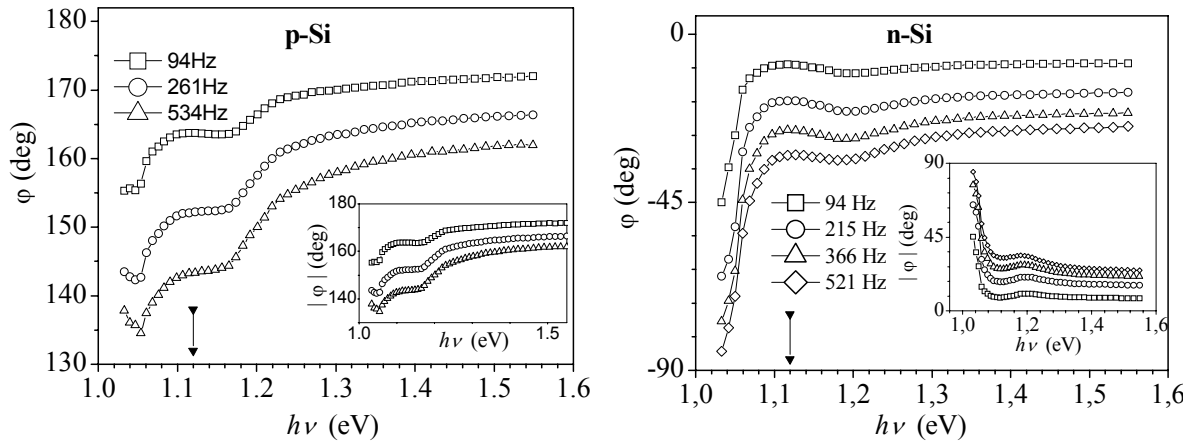 p-Si
94Hz
261Hz
534Hz
φ (deg)
180
170
160
150
140
130
1.0 1.1 1.2 1.3 1.4 1.5 1.6
hν (eV)
| φ | (deg)
180
160
140
1.0 1.5
hν (eV)
n-Si
φ (deg)
0
-45
-90
94 Hz
215 Hz
366 Hz
521 Hz
1,0 1,1 1,2 1,3 1,4 1,5 1,6
hν (eV)
| φ | (deg)
90
45
0
1,0 1,2 1,4 1,6
hν (eV)